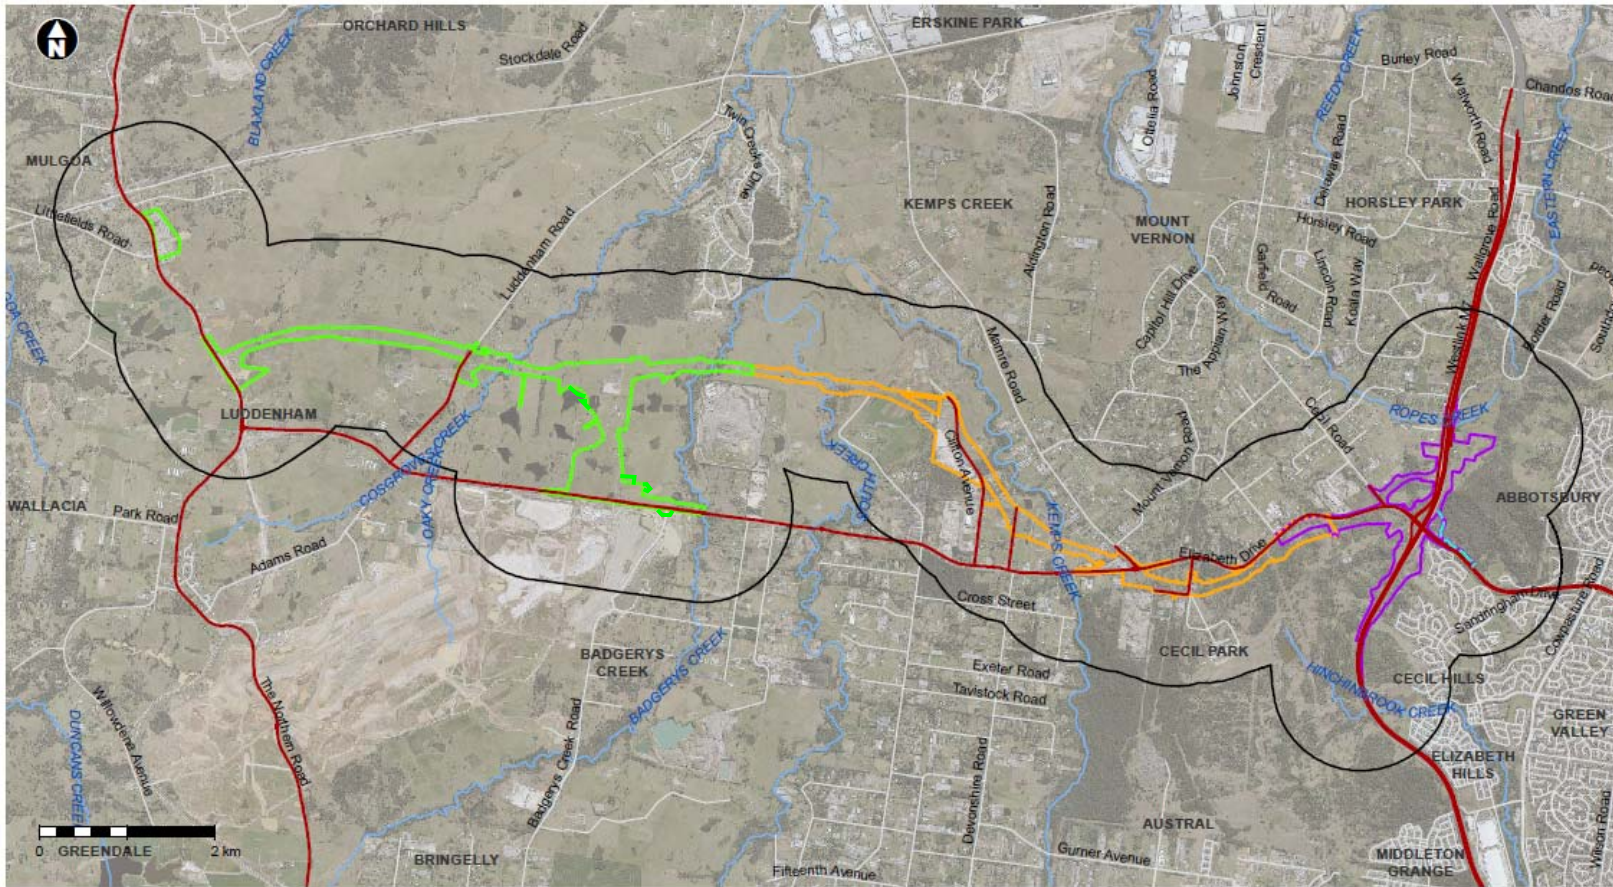 N
ORCHARD HILLS
ERSKINE PARK
Stockdale Road
BLAXLAND CREEK
Johnston
Crescent
Burley Road
REEDY CREEK
Chandos Road
Ottelia Road
Walworth Road
Twin Creeks Drive
MULGOA
KEMPS CREEK
MOUNT
VERNON
Delaware Road
HORSLEY PARK
EASTERN CREEK
Littlefields Road
Luddenham Road
Aldington Road
Horsley Road
Wallgrove Road
Garfield Road
Lincoln Road
Koala Way
Capitol Hill Drive
The Appian Way
Mamre Road
Westlink M7
Border Road
LUDDENHAM
ROPES CREEK
Cecil Road
Mount Vernon Road
Clifton Avenue
COSGROVES CREEK
OAKY CREEK
SOUTH
CREEK
KEMPS CREEK
ABBOTSBURY
WALLACIA
Park Road
Adams Road
Elizabeth Drive
Cross Street
Sandringham Drive
Cowpasture Road
BADGERYS
CREEK
CECIL PARK
Exeter Road
Tavistock Road
HINCHINBROOK CREEK
CECIL HILLS
BADGERYS CREEK
GREEN
VALLEY
Willowdene Avenue
The Northern Road
Badgerys Creek Road
Devonshire Road
ELIZABETH
HILLS
AUSTRAL
Gurner Avenue
MIDDLETON
GRANGE
Wilson Road
Fifteenth Avenue
BRINGELLY
0
2 km
GREENDALE